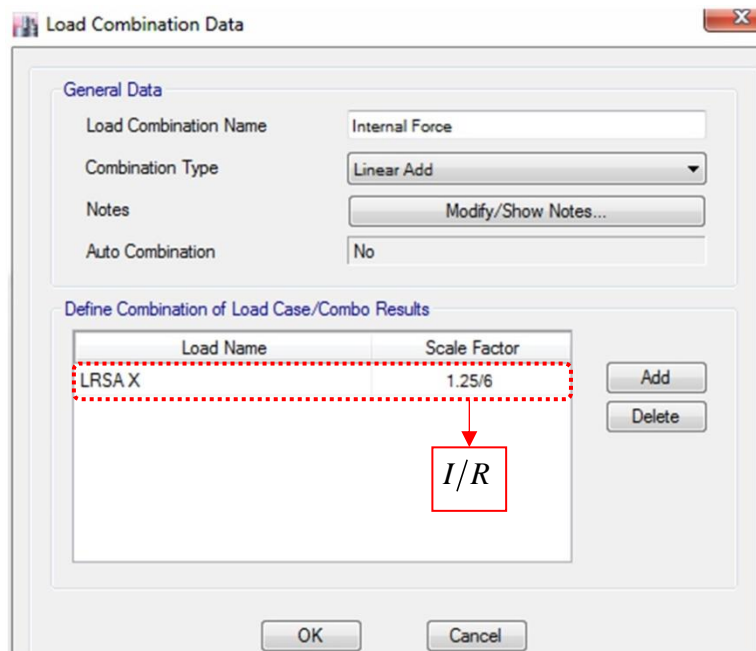 Load Combination Data
General Data
Load Combination Name Internal Force
Combination Type Linear Add
Notes Modify/Show Notes...
Auto Combination No
Define Combination of Load Case/Combo Results
Load Name Scale Factor
LRSA X 1.25/6
Add
Delete
I/R
OK Cancel